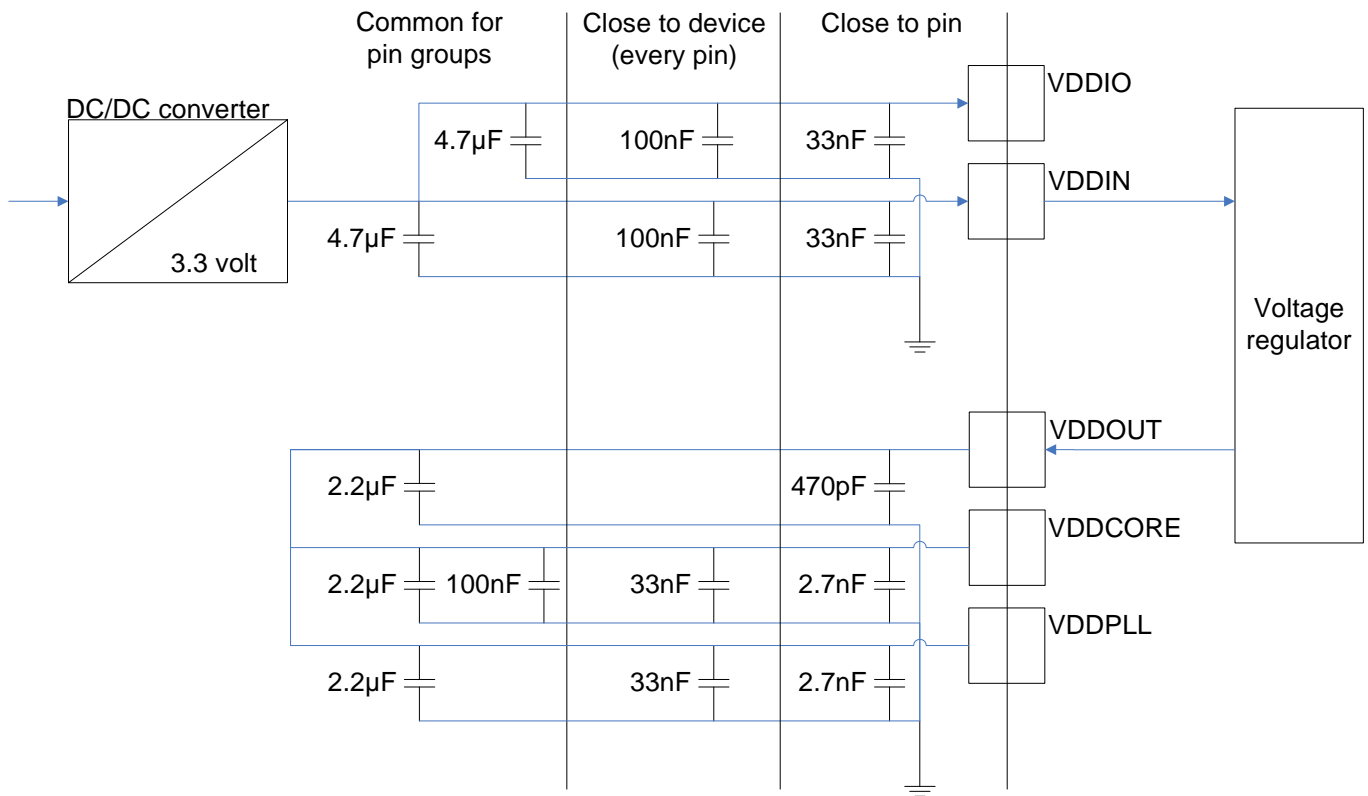 Common for
pin groups
Close to device
(every pin)
Close to pin
DC/DC converter
3.3 volt
4.7µF
100nF
33nF
VDDIO
4.7µF
100nF
33nF
VDDIN
Voltage
regulator
2.2µF
470pF
VDDOUT
2.2µF
100nF
33nF
2.7nF
VDDCORE
2.2µF
33nF
2.7nF
VDDPLL